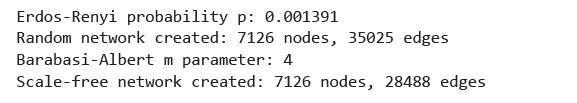 Erdos-Renyi probability p: 0.001391
Random network created: 7126 nodes, 35025 edges
Barabasi-Albert m parameter: 4
Scale-free network created: 7126 nodes, 28488 edges